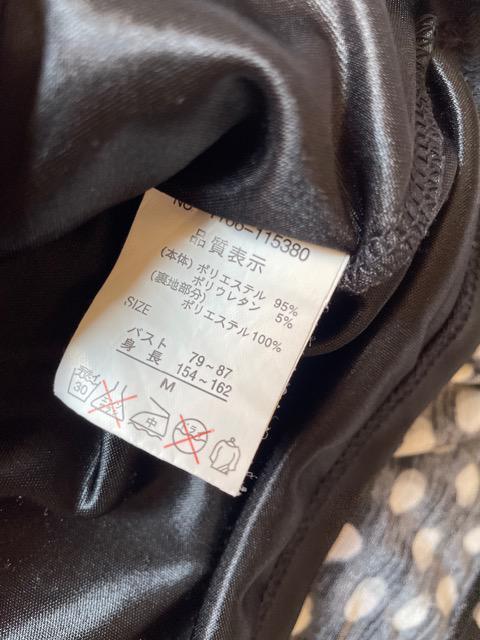 品質表示
(本体) ポリエステル 95%
ポリウレタン 5%
(裏地部分)
ポリエステル100%
SIZE
バスト 79~87
身長 154~162
M
30
中